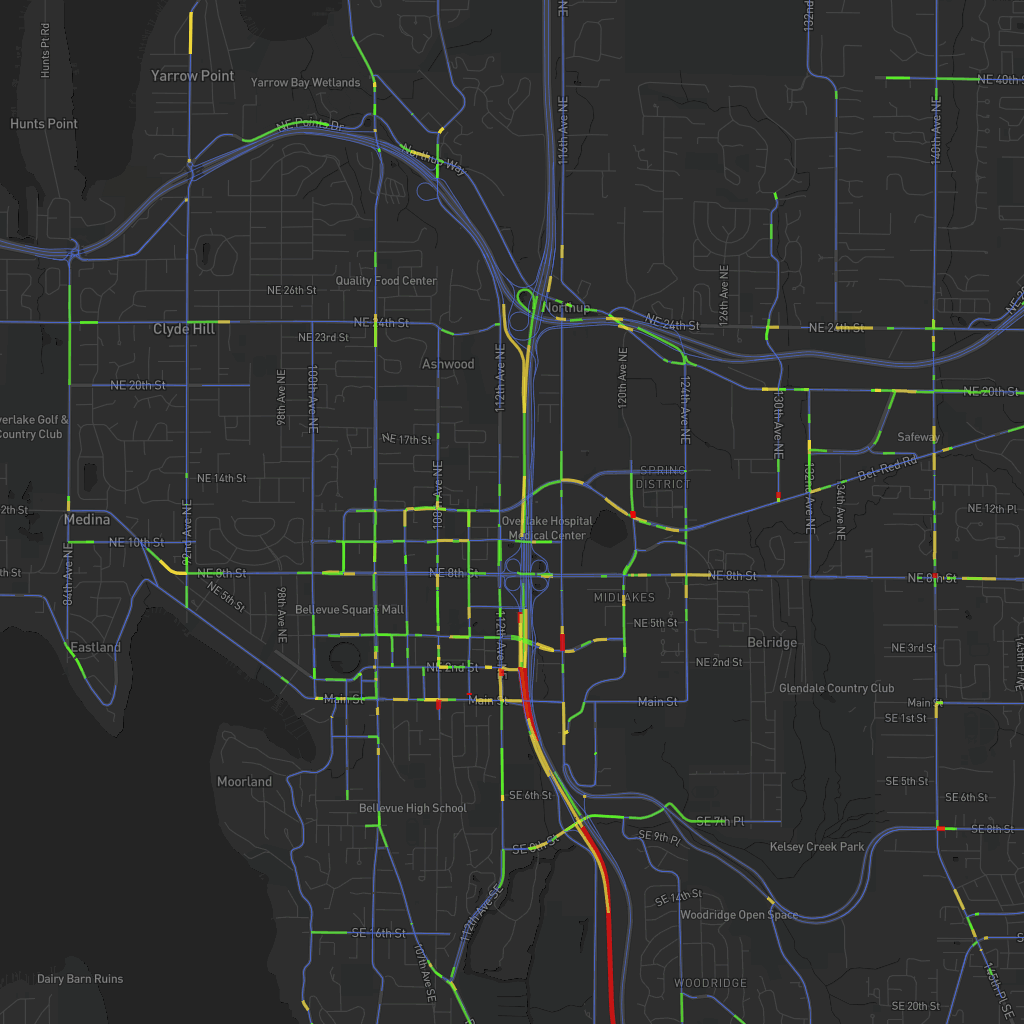 NE
132nd
Hunts Pt Rd
Yarrow Point
Yarrow Bay Wetlands
NE 40th S
Hunts Point
NE Points Dr
116th Ave NE
140th Ave NE
Northup Way
Quality Food Center
NE 26th St
126th Ave NE
Northup
Clyde Hill
NE 24th St
NE 24th St
NE 24th St
NE 23rd St
Ashwood
112th Ave NE
120th Ave NE
NE 20th St
98th Ave NE
100th Ave NE
124th Ave NE
130th Ave NE
NE 20th St
verlake Golf &
Country Club
NE 17th St
Safeway
NE 14th St
108th Ave NE
SPRING
DISTRICT
Bel-Red Rd
132nd Ave NE
134th Ave NE
2th St
Medina
92nd Ave NE
Overlake Hospital
Medical Center
NE 12th Pl
NE 10th St
th St
84th Ave NE
NE 8th St
NE 8th St
NE 8th St
NE 8th St
NE 5th St
98th Ave NE
Bellevue Square Mall
MIDLAKES
112th Ave NE
NE 5th St
Eastland
Belridge
NE 3rd St
145th Pl NE
NE 2nd St
NE 2nd St
Glendale Country Club
Main St
Main St
Main St
Main S
SE 1st St
Moorland
SE 5th St
SE 6th St
SE 6th St
Bellevue High School
SE 7th Pl
SE 8th St
SE 8th St
SE 9th Pl
Kelsey Creek Park
SE 14th St
112th Ave SE
Woodridge Open Space
SE 16th St
S
107th Ave SE
Dairy Barn Ruins
WOODRIDGE
145th Pl SE
SE 20th St